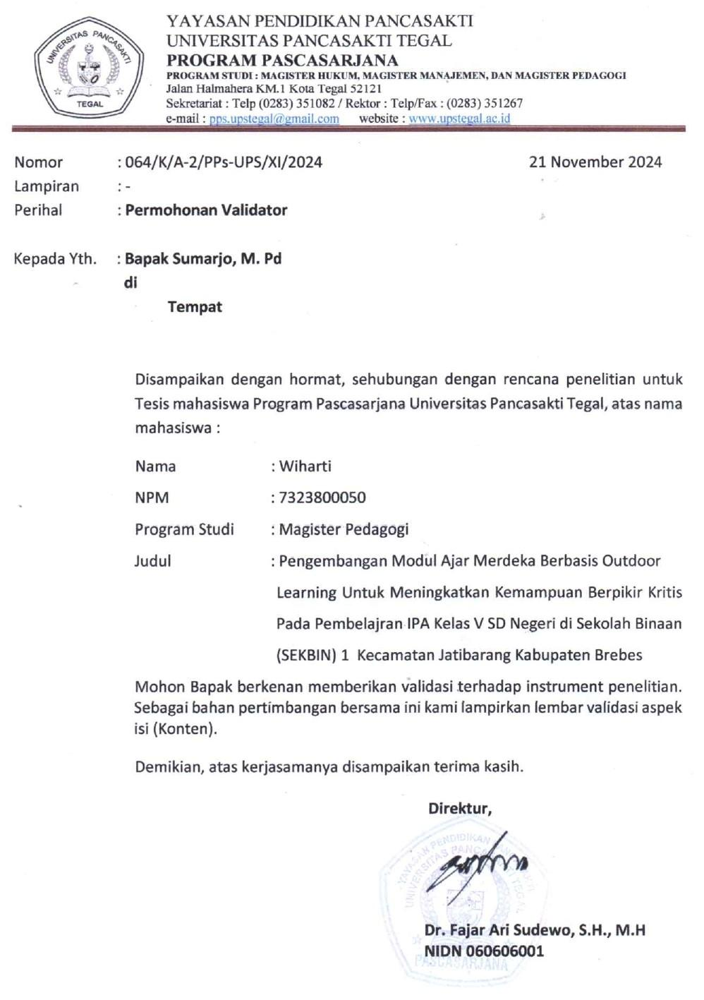 UNIVERSITAS PANCASAKTI
TEGAL
YAYASAN PENDIDIKAN PANCASAKTI
UNIVERSITAS PANCASAKTI TEGAL
PROGRAM PASCASARJANA
PROGRAM STUDI : MAGISTER HUKUM, MAGISTER MANAJEMEN, DAN MAGISTER PEDAGOGI
Jalan Halmahera KM.1 Kota Tegal 52121
Sekretariat : Telp (0283) 351082 / Rektor : Telp/Fax : (0283) 351267
e-mail : pps.upstegal@gmail.com website : www.upstegal.ac.id
Nomor : 064/K/A-2/PPs-UPS/XI/2024 21 November 2024
Lampiran : -
Perihal : Permohonan Validator
Kepada Yth. : Bapak Sumarjo, M. Pd
di
Tempat
Disampaikan dengan hormat, sehubungan dengan rencana penelitian untuk
Tesis mahasiswa Program Pascasarjana Universitas Pancasakti Tegal, atas nama
mahasiswa :
Nama : Wiharti
NPM : 7323800050
Program Studi : Magister Pedagogi
Judul : Pengembangan Modul Ajar Merdeka Berbasis Outdoor
Learning Untuk Meningkatkan Kemampuan Berpikir Kritis
Pada Pembelajran IPA Kelas V SD Negeri di Sekolah Binaan
(SEKBIN) 1 Kecamatan Jatibarang Kabupaten Brebes
Mohon Bapak berkenan memberikan validasi terhadap instrument penelitian.
Sebagai bahan pertimbangan bersama ini kami lampirkan lembar validasi aspek
isi (Konten).
Demikian, atas kerjasamanya disampaikan terima kasih.
Direktur,
YAYASAN PENDIDIKAN
UNIVERSITAS PANCASAKTI TEGAL
Dr. Fajar Ari Sudewo, S.H., M.H
NIDN 060606001
PASCASARJANA